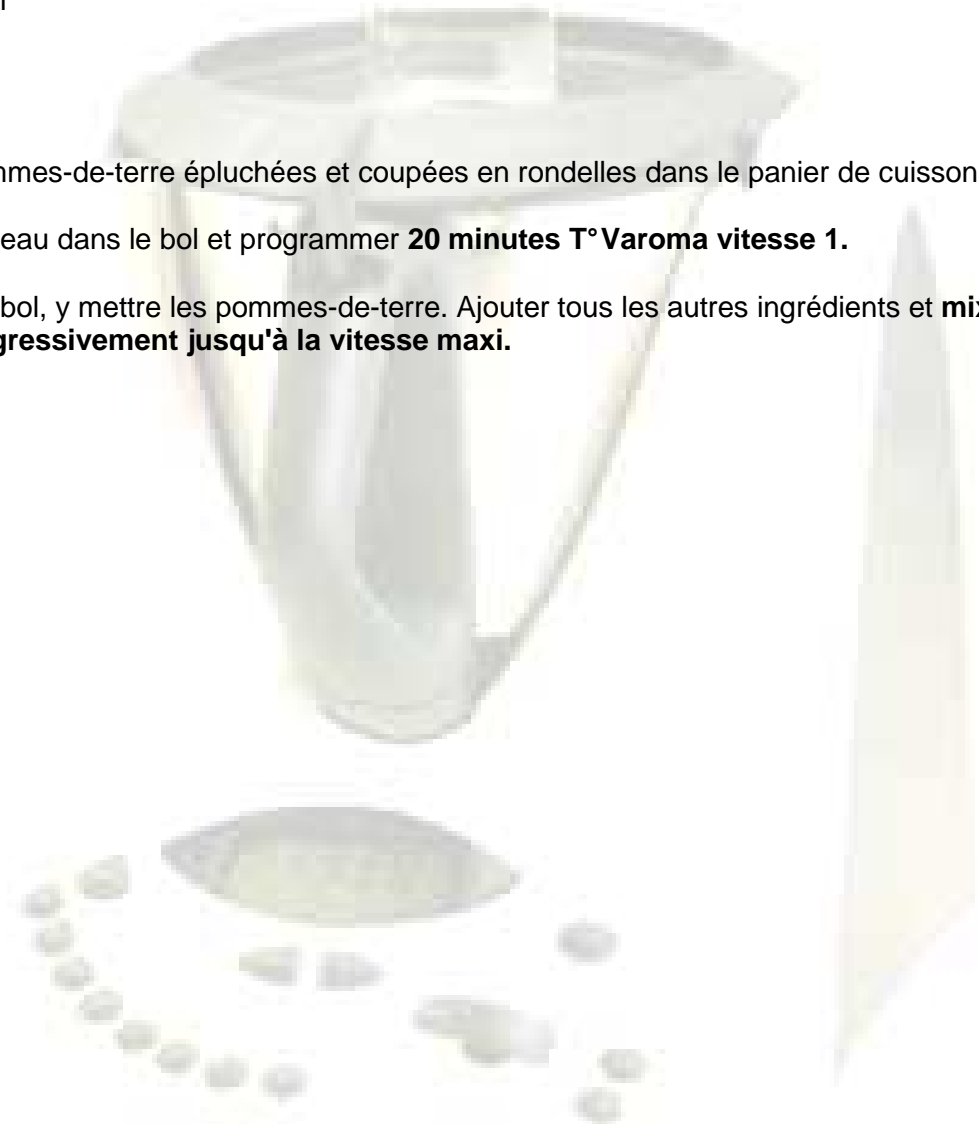 mmes-de-terre épluchées et coupées en rondelles dans le panier de cuisson
eau dans le bol et programmer 20 minutes T° Varoma vitesse 1.
bol, y mettre les pommes-de-terre. Ajouter tous les autres ingrédients et mix
gressivement jusqu'à la vitesse maxi.